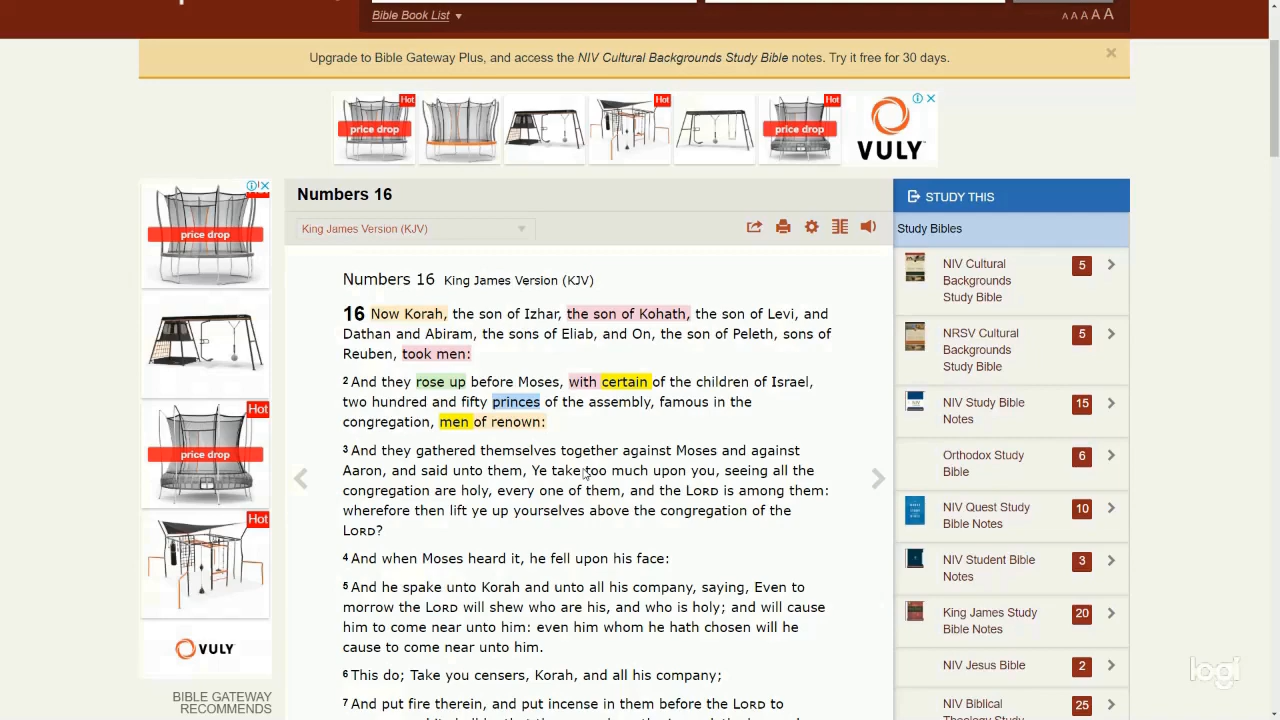 Bible Book List
A A A A A
Upgrade to Bible Gateway Plus, and access the NIV Cultural Backgrounds Study Bible notes. Try it free for 30 days.
Hot
price drop
Hot
Hot
price drop
VULY
price drop
Hot
price drop
Hot
VULY
BIBLE GATEWAY
RECOMMENDS
Numbers 16
King James Version (KJV)
Numbers 16 King James Version (KJV)
16 Now Korah, the son of Izhar, the son of Kohath, the son of Levi, and
Dathan and Abiram, the sons of Eliab, and On, the son of Peleth, sons of
Reuben, took men:
2 And they rose up before Moses, with certain of the children of Israel,
two hundred and fifty princes of the assembly, famous in the
congregation, men of renown:
3 And they gathered themselves together against Moses and against
Aaron, and said unto them, Ye take too much upon you, seeing all the
congregation are holy, every one of them, and the LORD is among them:
wherefore then lift ye up yourselves above the congregation of the
LORD?
4 And when Moses heard it, he fell upon his face:
5 And he spake unto Korah and unto all his company, saying, Even to
morrow the LORD will shew who are his, and who is holy; and will cause
him to come near unto him: even him whom he hath chosen will he
cause to come near unto him.
6 This do; Take you censers, Korah, and all his company;
7 And put fire therein, and put incense in them before the LORD to
STUDY THIS
Study Bibles
NIV Cultural
Backgrounds
Study Bible
5
NRSV Cultural
Backgrounds
Study Bible
5
NIV Study Bible
Notes
15
Orthodox Study
Bible
6
NIV Quest Study
Bible Notes
10
NIV Student Bible
Notes
3
King James Study
Bible Notes
20
NIV Jesus Bible
2
NIV Biblical
Theology Study
25
logi